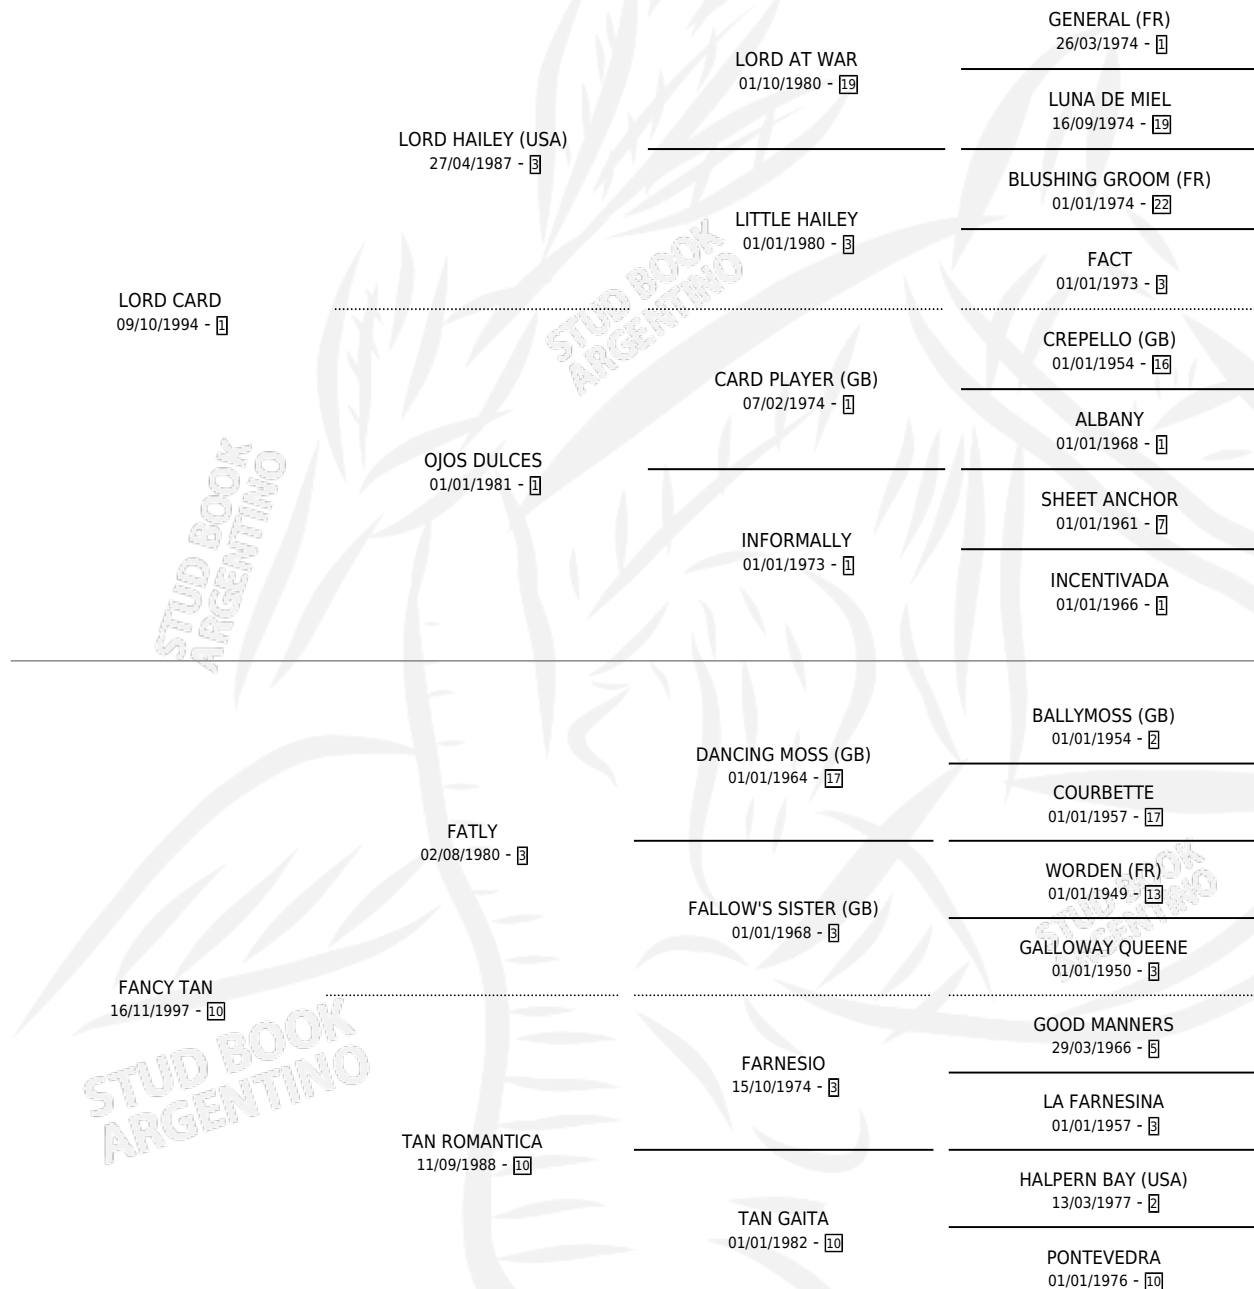 GENERAL (FR)
26/03/1974 - 1
LORD AT WAR
01/10/1980 - 19
LUNA DE MIEL
16/09/1974 - 19
LORD HAILEY (USA)
27/04/1987 - 3
BLUSHING GROOM (FR)
01/01/1974 - 22
LITTLE HAILEY
01/01/1980 - 3
FACT
01/01/1973 - 3
LORD CARD
09/10/1994 - 1
STUD BOOK
ARGENTINO
CREPELLO (GB)
01/01/1954 - 16
CARD PLAYER (GB)
07/02/1974 - 1
ALBANY
01/01/1968 - 1
OJOS DULCES
01/01/1981 - 1
SHEET ANCHOR
01/01/1961 - 7
INFORMALLY
01/01/1973 - 1
INCENTIVADA
01/01/1966 - 1
STUD BOOK
ARGENTINO
BALLYMOSS (GB)
01/01/1954 - 2
DANCING MOSS (GB)
01/01/1964 - 17
COURBETTE
01/01/1957 - 17
FATLY
02/08/1980 - 3
WORDEN (FR)
01/01/1949 - 13
FALLOW'S SISTER (GB)
01/01/1968 - 3
GALLOWAY QUEENE
01/01/1950 - 3
STUD BOOK
ARGENTINO
FANCY TAN
16/11/1997 - 10
GOOD MANNERS
29/03/1966 - 5
FARNESIO
15/10/1974 - 3
LA FARNESINA
01/01/1957 - 3
STUD BOOK
ARGENTINO
TAN ROMANTICA
11/09/1988 - 10
HALPERN BAY (USA)
13/03/1977 - 2
TAN GAITA
01/01/1982 - 10
PONTEVEDRA
01/01/1976 - 10